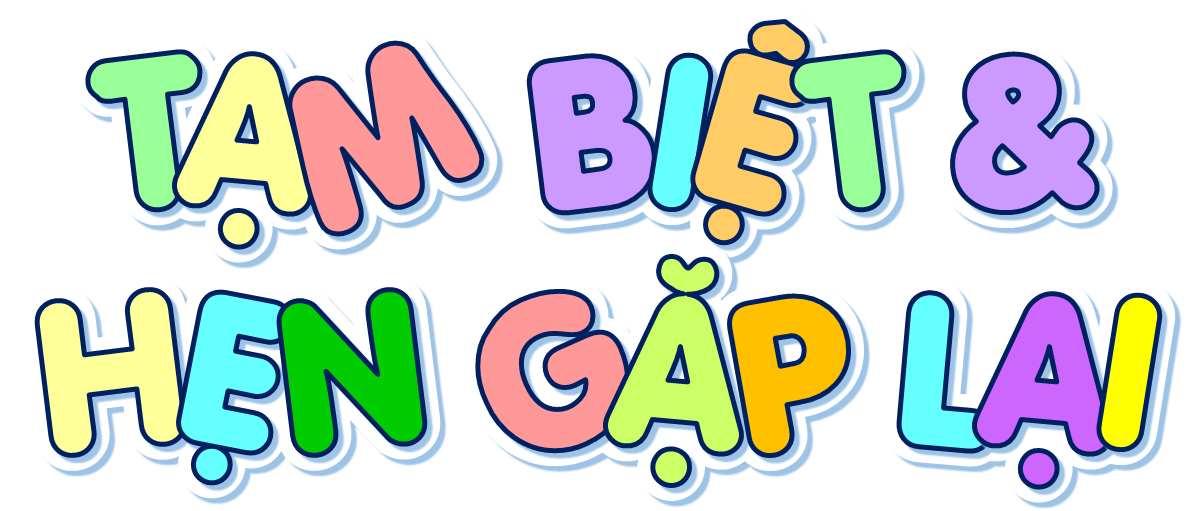 TẠM BIỆT &
HẸN GẶP LẠI